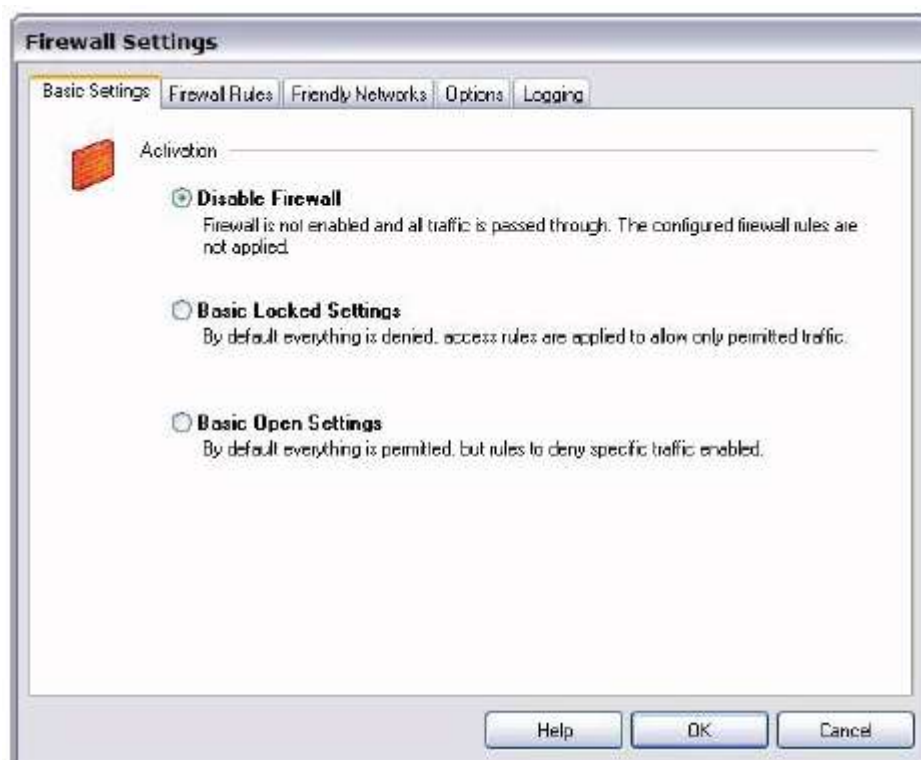 Firewall Settings
Basic Settings Firewall Rules Friendly Networks Options Logging
Activation
Disable Firewall
Firewall is not enabled and all traffic is passed through. The configured firewall rules are
not applied.
Basic Locked Settings
By default everything is denied, access rules are applied to allow only permitted traffic.
Basic Open Settings
By default everything is permitted, but rules to deny specific traffic enabled.
Help OK Cancel